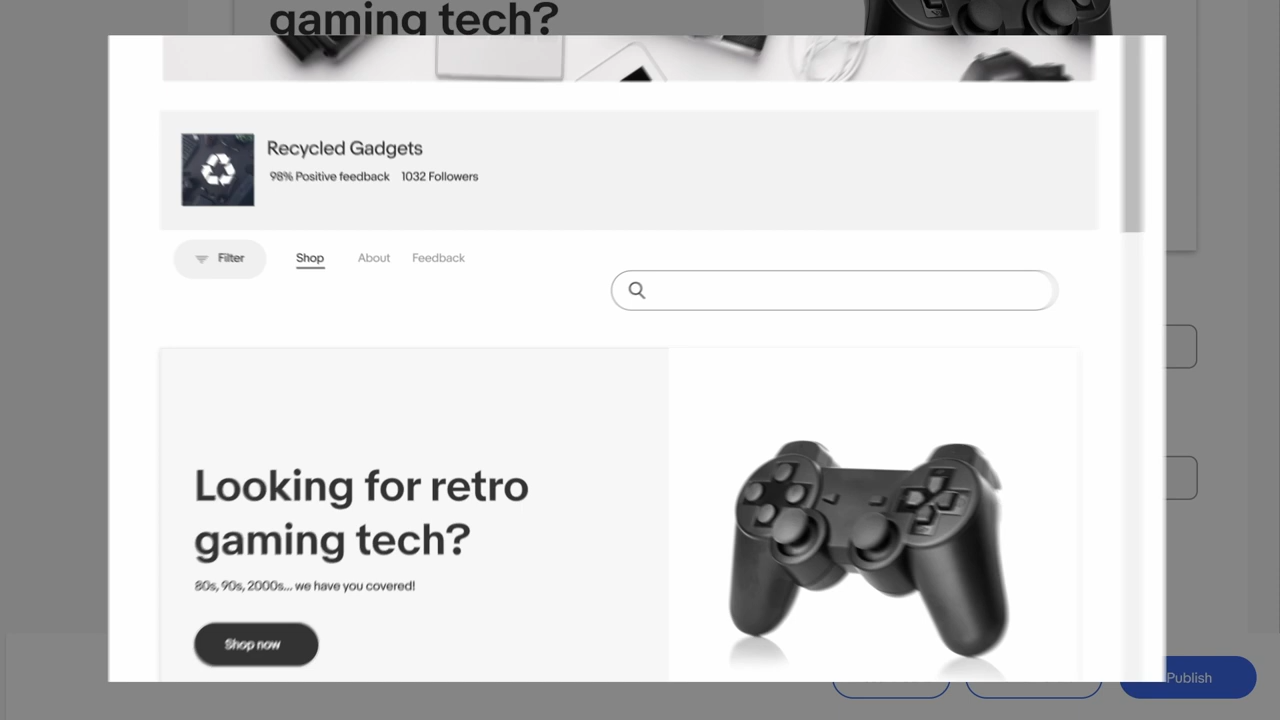 gaming tech?
Recycled Gadgets
98% Positive feedback 1032 Followers
Filter Shop About Feedback
Looking for retro
gaming tech?
80s, 90s, 2000s... we have you covered!
Shop now
Publish